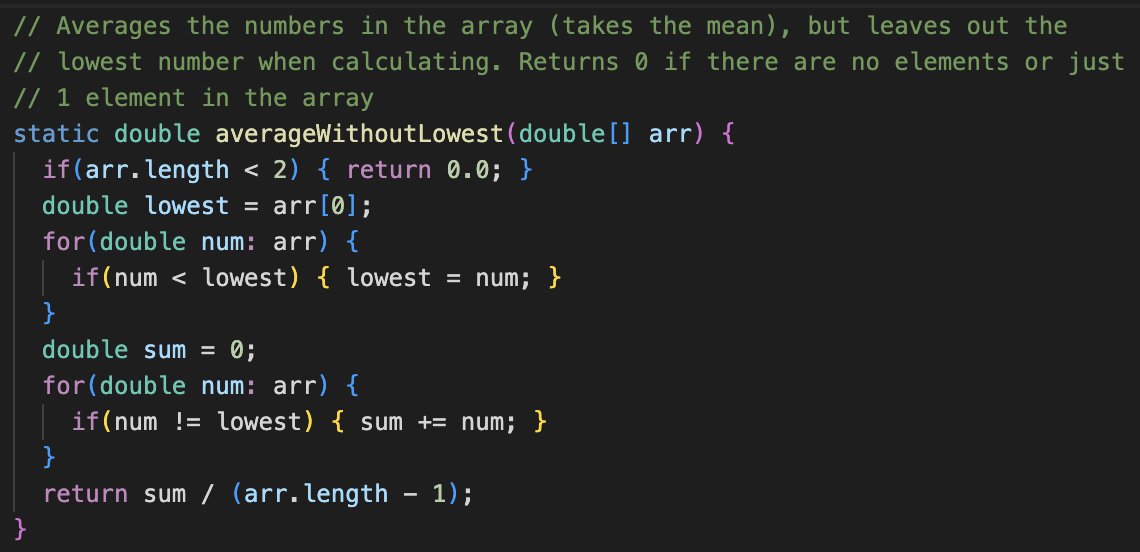 // Averages the numbers in the array (takes the mean), but leaves out the
// lowest number when calculating. Returns 0 if there are no elements or just
// 1 element in the array
static double averageWithoutLowest(double[] arr) {
  if(arr.length < 2) { return 0.0; }
  double lowest = arr[0];
  for(double num: arr) {
    if(num < lowest) { lowest = num; }
  }
  double sum = 0;
  for(double num: arr) {
    if(num != lowest) { sum += num; }
  }
  return sum / (arr.length - 1);
}